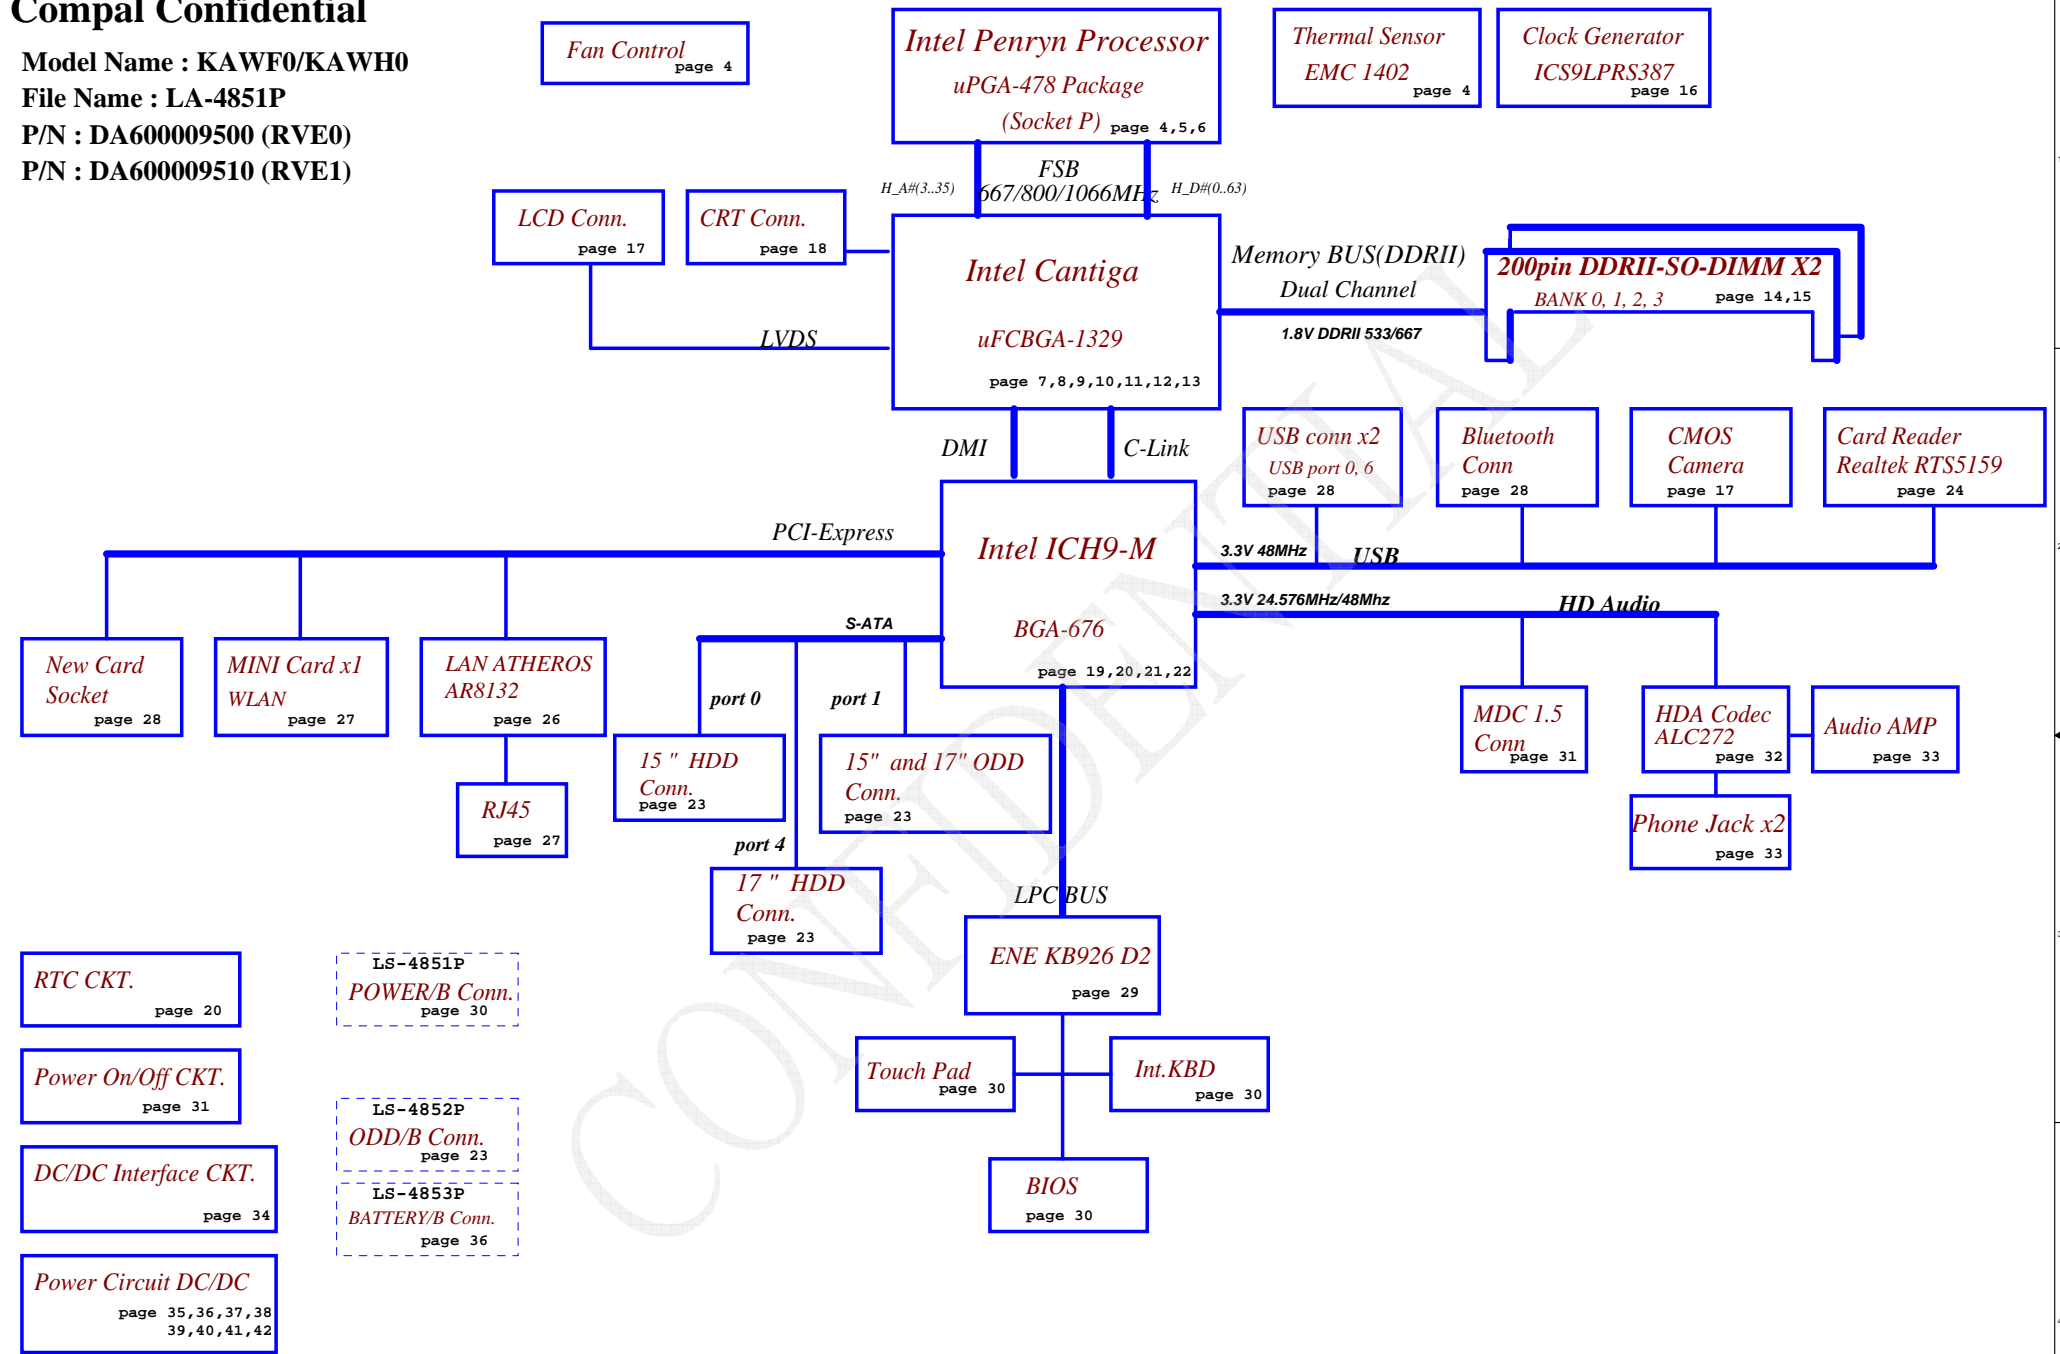 Compal Confidential
Model Name : KAWF0/KAWH0
File Name : LA-4851P
P/N : DA600009500 (RVE0)
P/N : DA600009510 (RVE1)
Fan Control
page 4
Intel Penryn Processor
uPGA-478 Package
(Socket P) page 4,5,6
Thermal Sensor
EMC 1402
page 4
Clock Generator
ICS9LPRS387
page 16
FSB
H_A#(3..35) 667/800/1066MHz H_D#(0..63)
LCD Conn.
page 17
CRT Conn.
page 18
LVDS
Intel Cantiga
uFCBGA-1329
page 7,8,9,10,11,12,13
Memory BUS(DDRII)
Dual Channel
1.8V DDRII 533/667
200pin DDRII-SO-DIMM X2
BANK 0, 1, 2, 3 page 14,15
DMI
C-Link
USB conn x2
USB port 0, 6
page 28
Bluetooth
Conn
page 28
CMOS
Camera
page 17
Card Reader
Realtek RTS5159
page 24
PCI-Express
Intel ICH9-M
BGA-676
page 19,20,21,22
3.3V 48MHz USB
3.3V 24.576MHz/48Mhz HD Audio
S-ATA
New Card
Socket
page 28
MINI Card x1
WLAN
page 27
LAN ATHEROS
AR8132
page 26
RJ45
page 27
port 0
port 1
15 " HDD
Conn.
page 23
15" and 17" ODD
Conn.
page 23
port 4
17 " HDD
Conn.
page 23
MDC 1.5
Conn
page 31
HDA Codec
ALC272
page 32
Audio AMP
page 33
Phone Jack x2
page 33
LPC BUS
ENE KB926 D2
page 29
Touch Pad
page 30
Int.KBD
page 30
BIOS
page 30
RTC CKT.
page 20
Power On/Off CKT.
page 31
DC/DC Interface CKT.
page 34
Power Circuit DC/DC
page 35,36,37,38
39,40,41,42
LS-4851P
POWER/B Conn.
page 30
LS-4852P
ODD/B Conn.
page 23
LS-4853P
BATTERY/B Conn.
page 36
CONFIDENTIAL
1
2
3
4